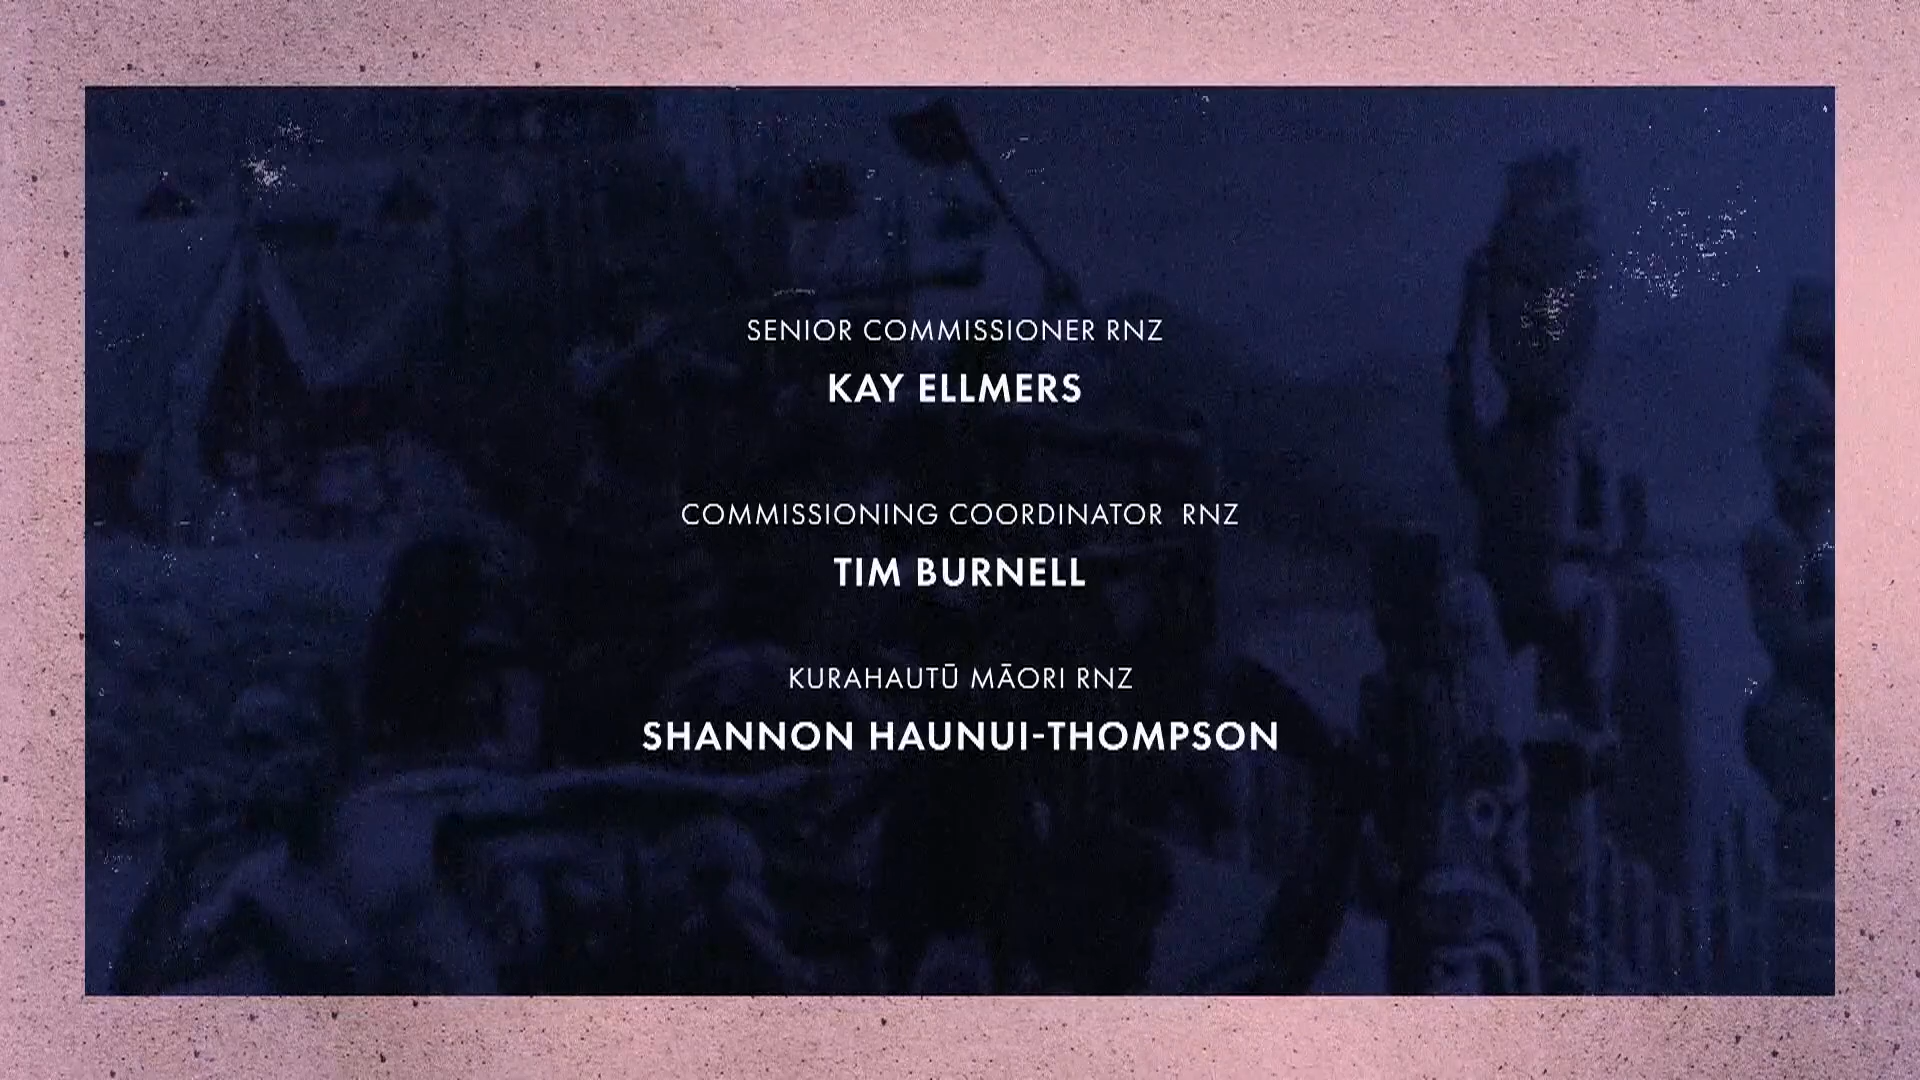 SENIOR COMMISSIONER RNZ
KAY ELLMERS
COMMISSIONING COORDINATOR RNZ
TIM BURNELL
KURAHAUTŪ MĀORI RNZ
SHANNON HAUNUI-THOMPSON